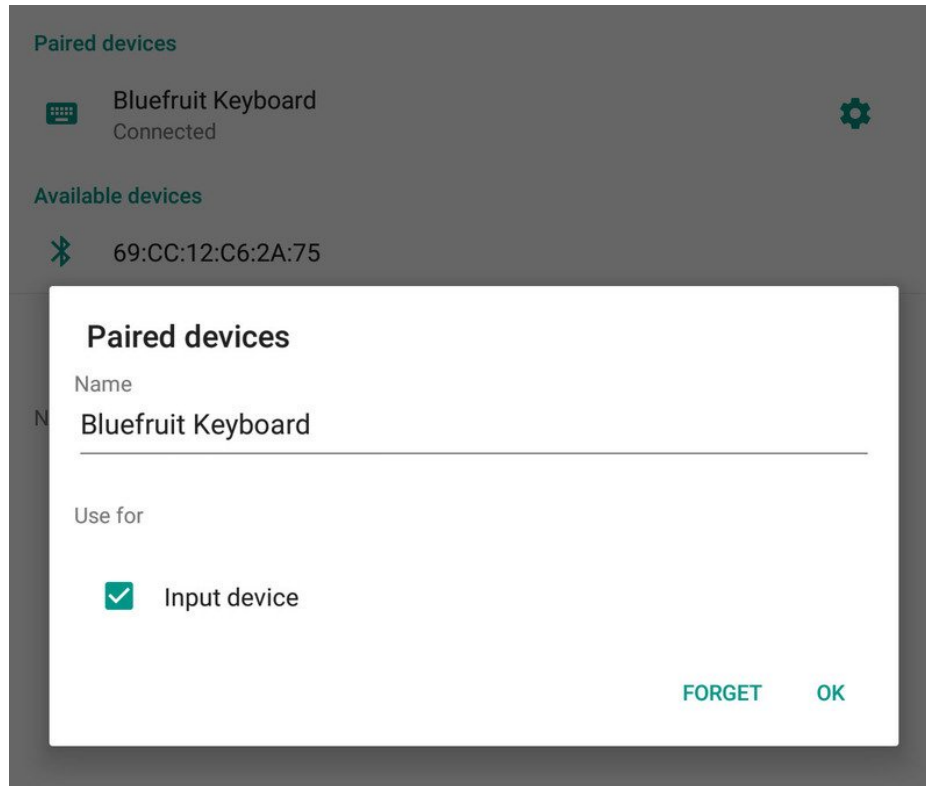 Paired devices
Bluefruit Keyboard
Connected
Available devices
69:CC:12:C6:2A:75
Paired devices
Name
N
Bluefruit Keyboard
Use for
Input device
FORGET OK